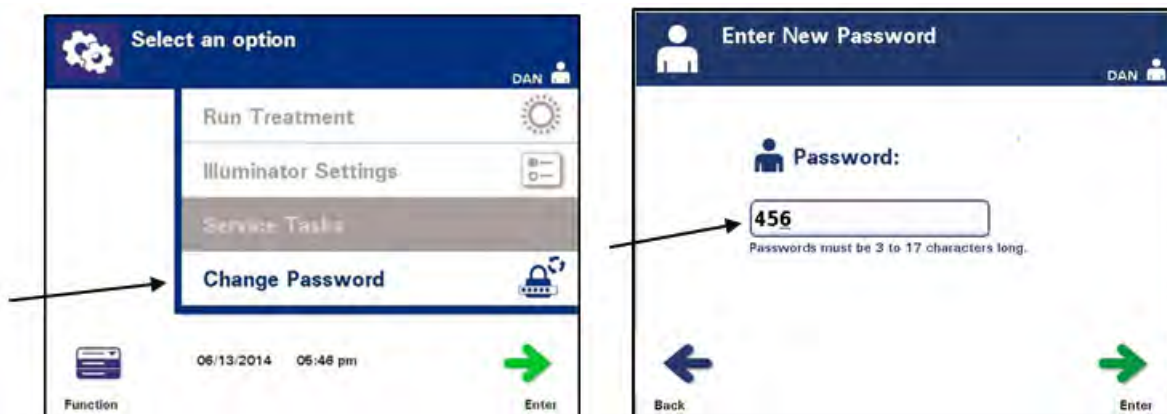 Select an option
DAN
Run Treatment
Illuminator Settings
Service Tasks
Change Password
06/13/2014 05:46 pm
Function
Enter
Enter New Password
DAN
Password:
456
Passwords must be 3 to 17 characters long.
Back
Enter